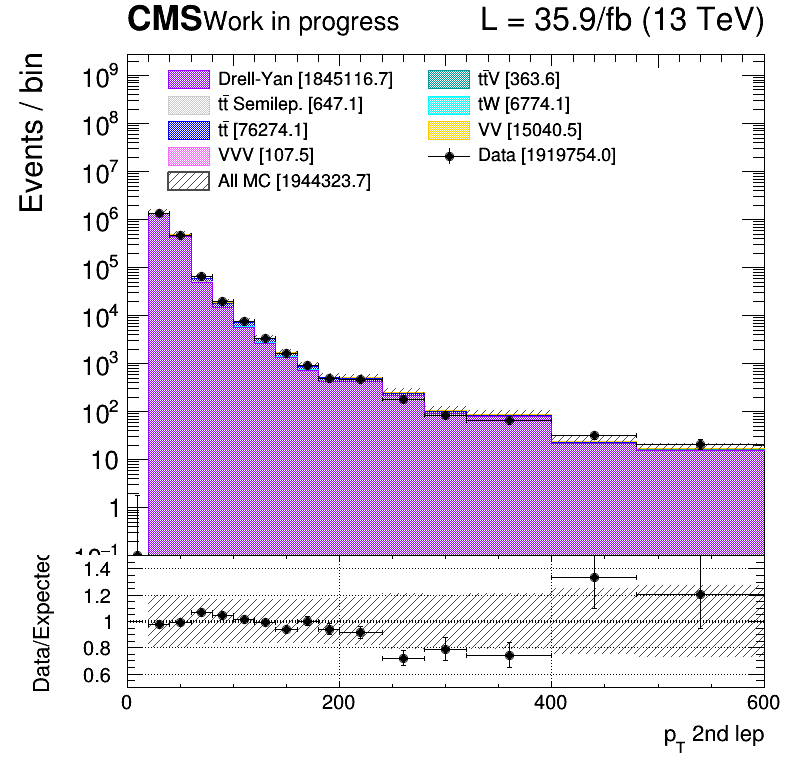 CMS Work in progress L = 35.9/fb (13 TeV)
Events / bin
Drell-Yan [1845116.7] tt̄V [363.6]
tt̄ Semilep. [647.1] tW [6774.1]
tt̄ [76274.1] VV [15040.5]
VVV [107.5] Data [1919754.0]
All MC [1944323.7]
10⁹
10⁸
10⁷
10⁶
10⁵
10⁴
10³
10²
10
1
10⁻¹
Data/Expected
1.4
1.2
1
0.8
0.6
0 200 400 600
p_T 2nd lep